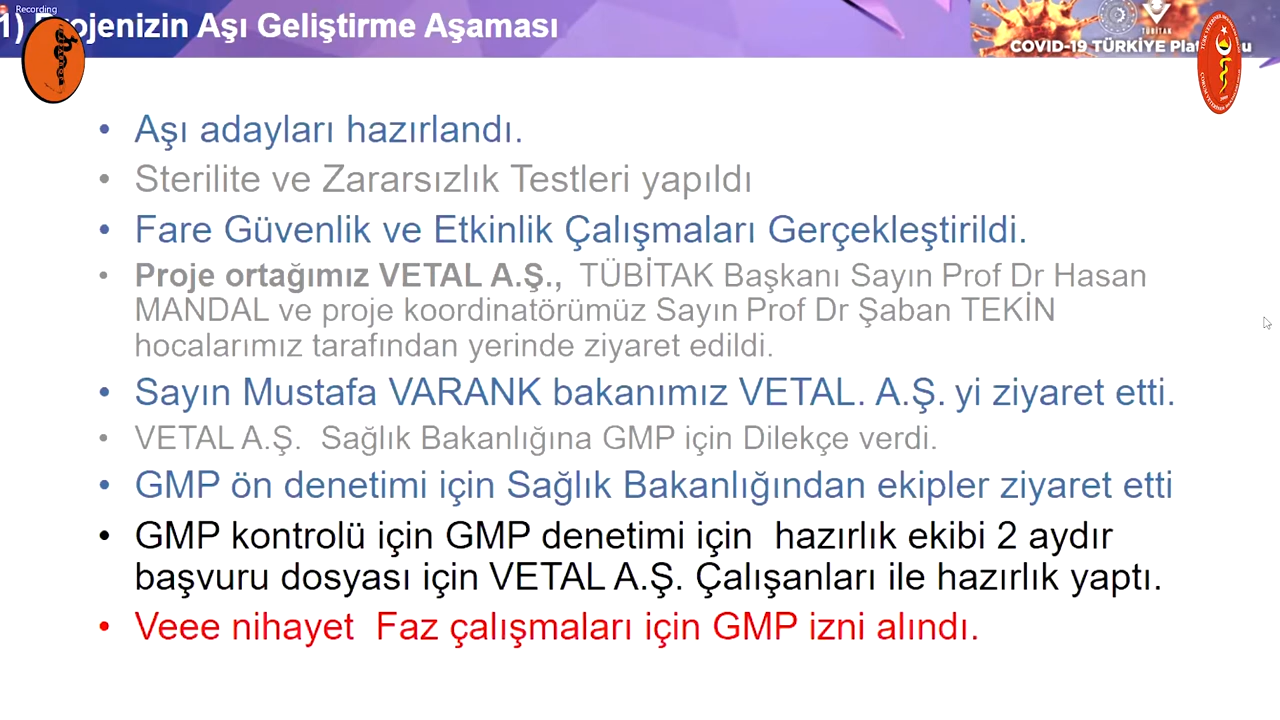 Recording
1) Projenizin Aşı Geliştirme Aşaması
TÜBİTAK
COVID-19 TÜRKİYE
• Aşı adayları hazırlandı.
• Sterilite ve Zararsızlık Testleri yapıldı
• Fare Güvenlik ve Etkinlik Çalışmaları Gerçekleştirildi.
• Proje ortağımız VETAL A.Ş., TÜBİTAK Başkanı Sayın Prof Dr Hasan
MANDAL ve proje koordinatörümüz Sayın Prof Dr Şaban TEKİN
hocalarımız tarafından yerinde ziyaret edildi.
• Sayın Mustafa VARANK bakanımız VETAL. A.Ş. yi ziyaret etti.
• VETAL A.Ş. Sağlık Bakanlığına GMP için Dilekçe verdi.
• GMP ön denetimi için Sağlık Bakanlığından ekipler ziyaret etti
• GMP kontrolü için GMP denetimi için hazırlık ekibi 2 aydır
başvuru dosyası için VETAL A.Ş. Çalışanları ile hazırlık yaptı.
• Veee nihayet Faz çalışmaları için GMP izni alındı.